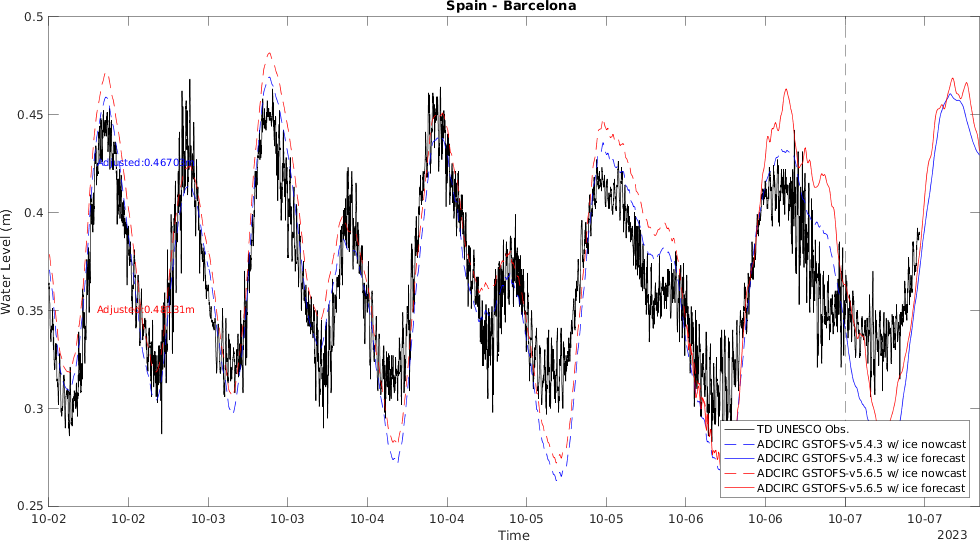 Spain - Barcelona
0.5
0.45
0.4
0.35
0.3
0.25
Water Level (m)
Adjusted:0.4670
10-02 10-02 10-03 10-03 10-04 10-04 10-05 10-05 10-06 10-06 10-07 10-07
Time
2023
TD UNESCO Obs.
ADCIRC GSTOFS-v5.4.3 w/ ice nowcast
ADCIRC GSTOFS-v5.4.3 w/ ice forecast
ADCIRC GSTOFS-v5.6.5 w/ ice nowcast
ADCIRC GSTOFS-v5.6.5 w/ ice forecast